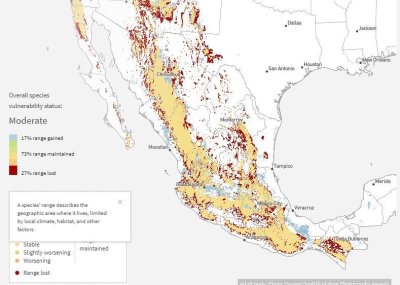 Dallas
Jackson
San Antonio
Houston
New Orleans
Chihuahua
Overall species
vulnerability status:
Moderate
Monterrey
17% range gained
Mazatlan
73% range maintained
Tampico
27% range lost
Merida
A species' range describes the
geographic area where it lives, limited
by local climate, habitat, and other
factors.
Veracruz
Tuxtla Gutierrez
Stable
Slightly worsening
maintained
Worsening
Range lost